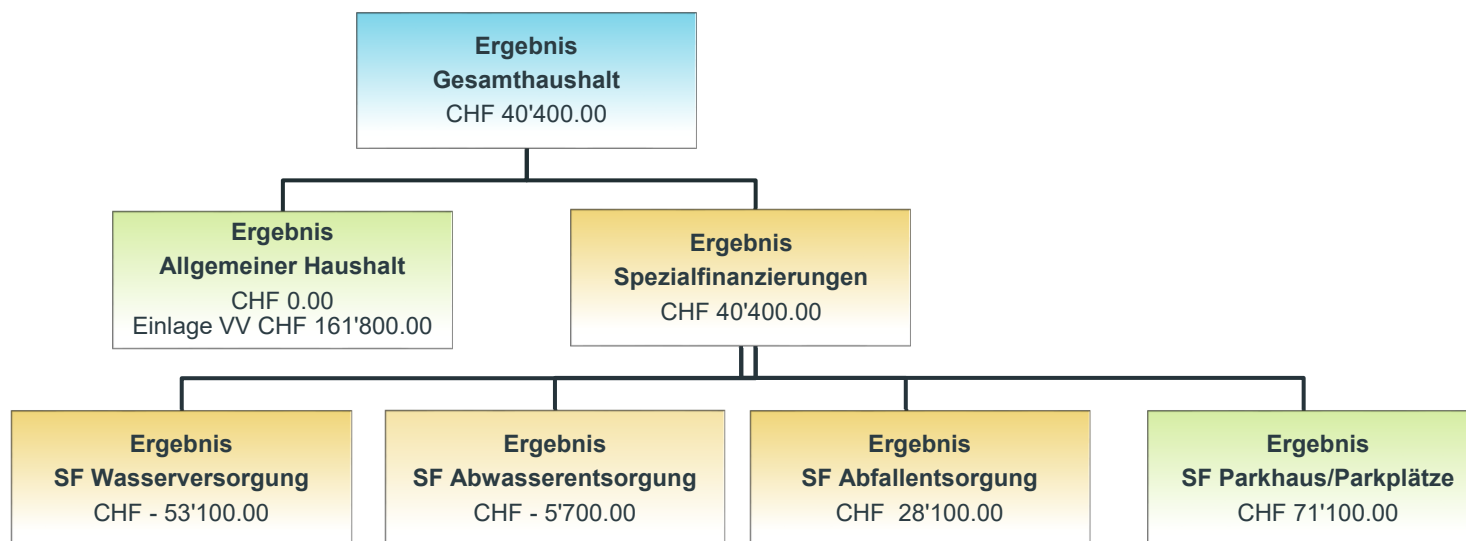 Ergebnis
Gesamthaushalt
CHF 40'400.00
Ergebnis
Allgemeiner Haushalt
CHF 0.00
Einlage VV CHF 161'800.00
Ergebnis
Spezialfinanzierungen
CHF 40'400.00
Ergebnis
SF Wasserversorgung
CHF - 53'100.00
Ergebnis
SF Abwasserentsorgung
CHF - 5'700.00
Ergebnis
SF Abfallentsorgung
CHF  28'100.00
Ergebnis
SF Parkhaus/Parkplätze
CHF 71'100.00